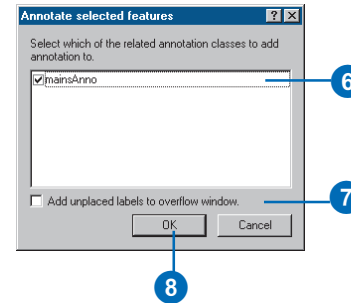 Annotate selected features
Select which of the related annotation classes to add
annotation to.
mainsAnno
6
Add unplaced labels to overflow window.
7
OK
Cancel
8